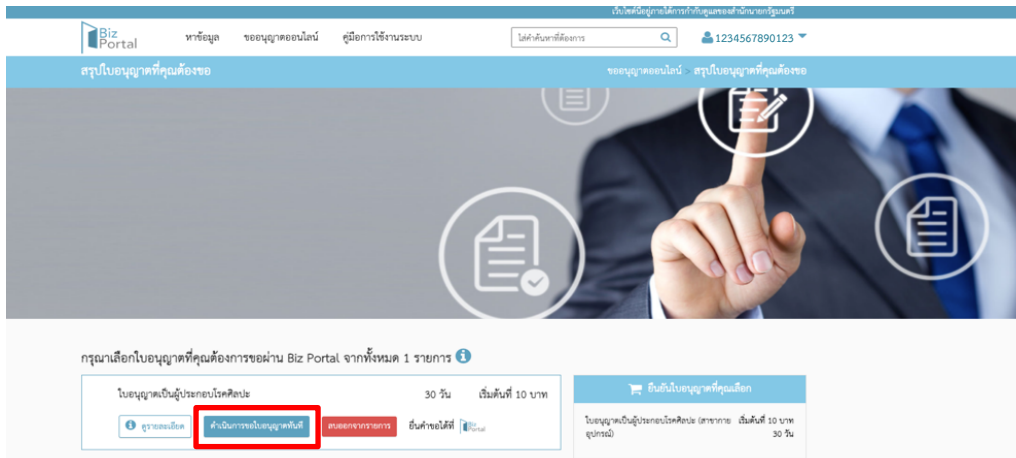 เว็บไซต์นี้อยู่ภายใต้การกำกับดูแลของสำนักนายกรัฐมนตรี
Biz Portal หาข้อมูล ขออนุญาตออนไลน์ คู่มือการใช้งานระบบ ใส่คำค้นหาที่ต้องการ 1234567890123
สรุปใบอนุญาตที่คุณต้องขอ ขออนุญาตออนไลน์ > สรุปใบอนุญาตที่คุณต้องขอ
กรุณาเลือกใบอนุญาตที่คุณต้องการขอผ่าน Biz Portal จากทั้งหมด 1 รายการ
ใบอนุญาตเป็นผู้ประกอบโรคศิลปะ 30 วัน เริ่มต้นที่ 10 บาท
ดูรายละเอียด ดำเนินการขอใบอนุญาตทันที ลบออกจากรายการ ยื่นคำขอได้ที่ Biz Portal
ยืนยันใบอนุญาตที่คุณเลือก
ใบอนุญาตเป็นผู้ประกอบโรคศิลปะ (สาขากายอุปกรณ์) เริ่มต้นที่ 10 บาท
30 วัน